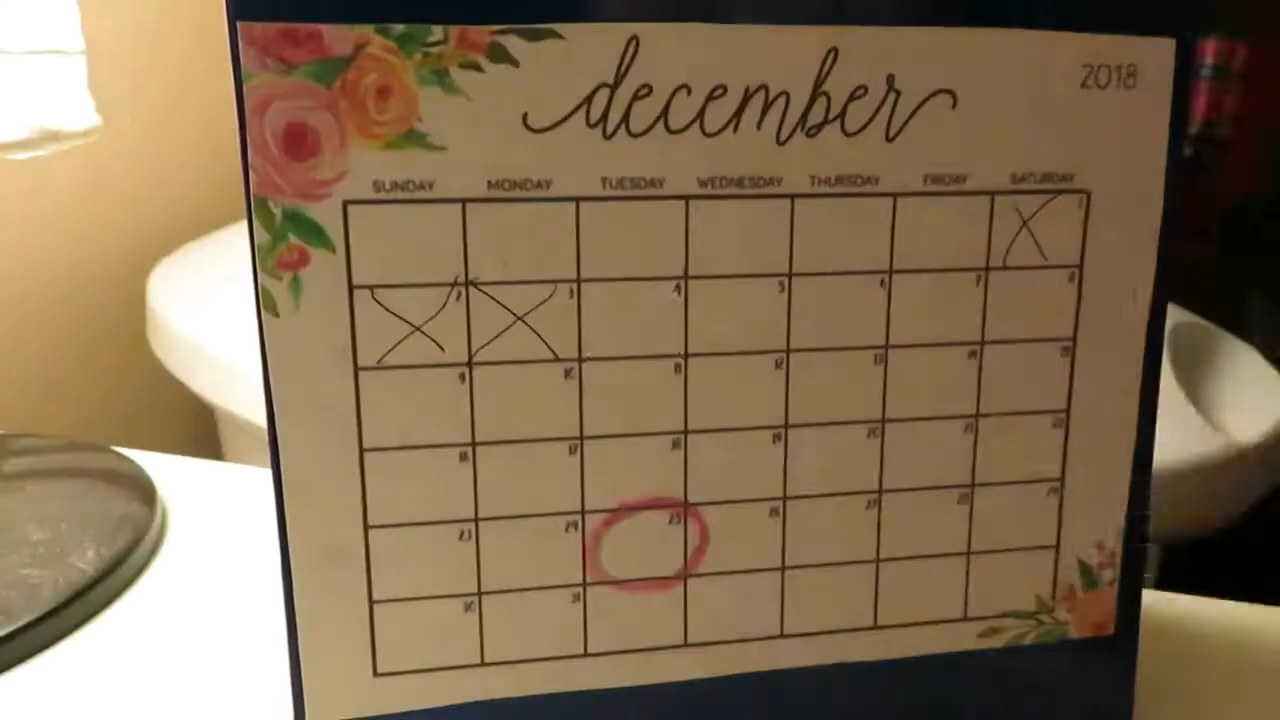 december
2018
SUNDAY MONDAY TUESDAY WEDNESDAY THURSDAY FRIDAY SATURDAY
1
2 3 4 5 6 7 8
9 10 11 12 13 14 15
16 17 18 19 20 21 22
23 24 25 26 27 28 29
30 31